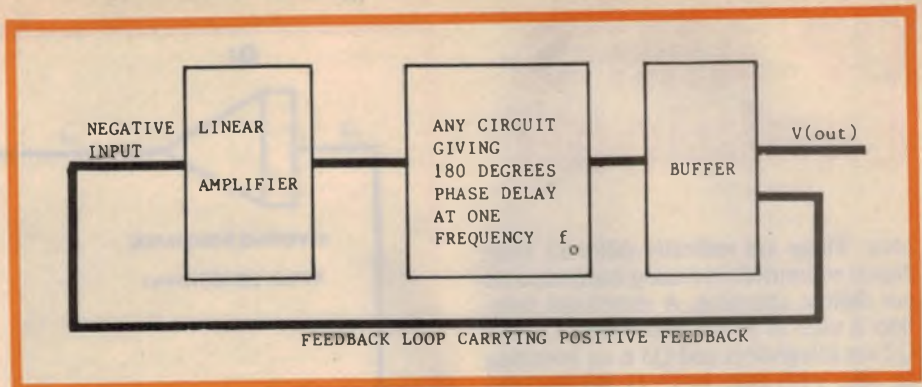 NEGATIVE
INPUT
LINEAR
AMPLIFIER
ANY CIRCUIT
GIVING
180 DEGREES
PHASE DELAY
AT ONE
FREQUENCY fo
BUFFER
V(out)
FEEDBACK LOOP CARRYING POSITIVE FEEDBACK